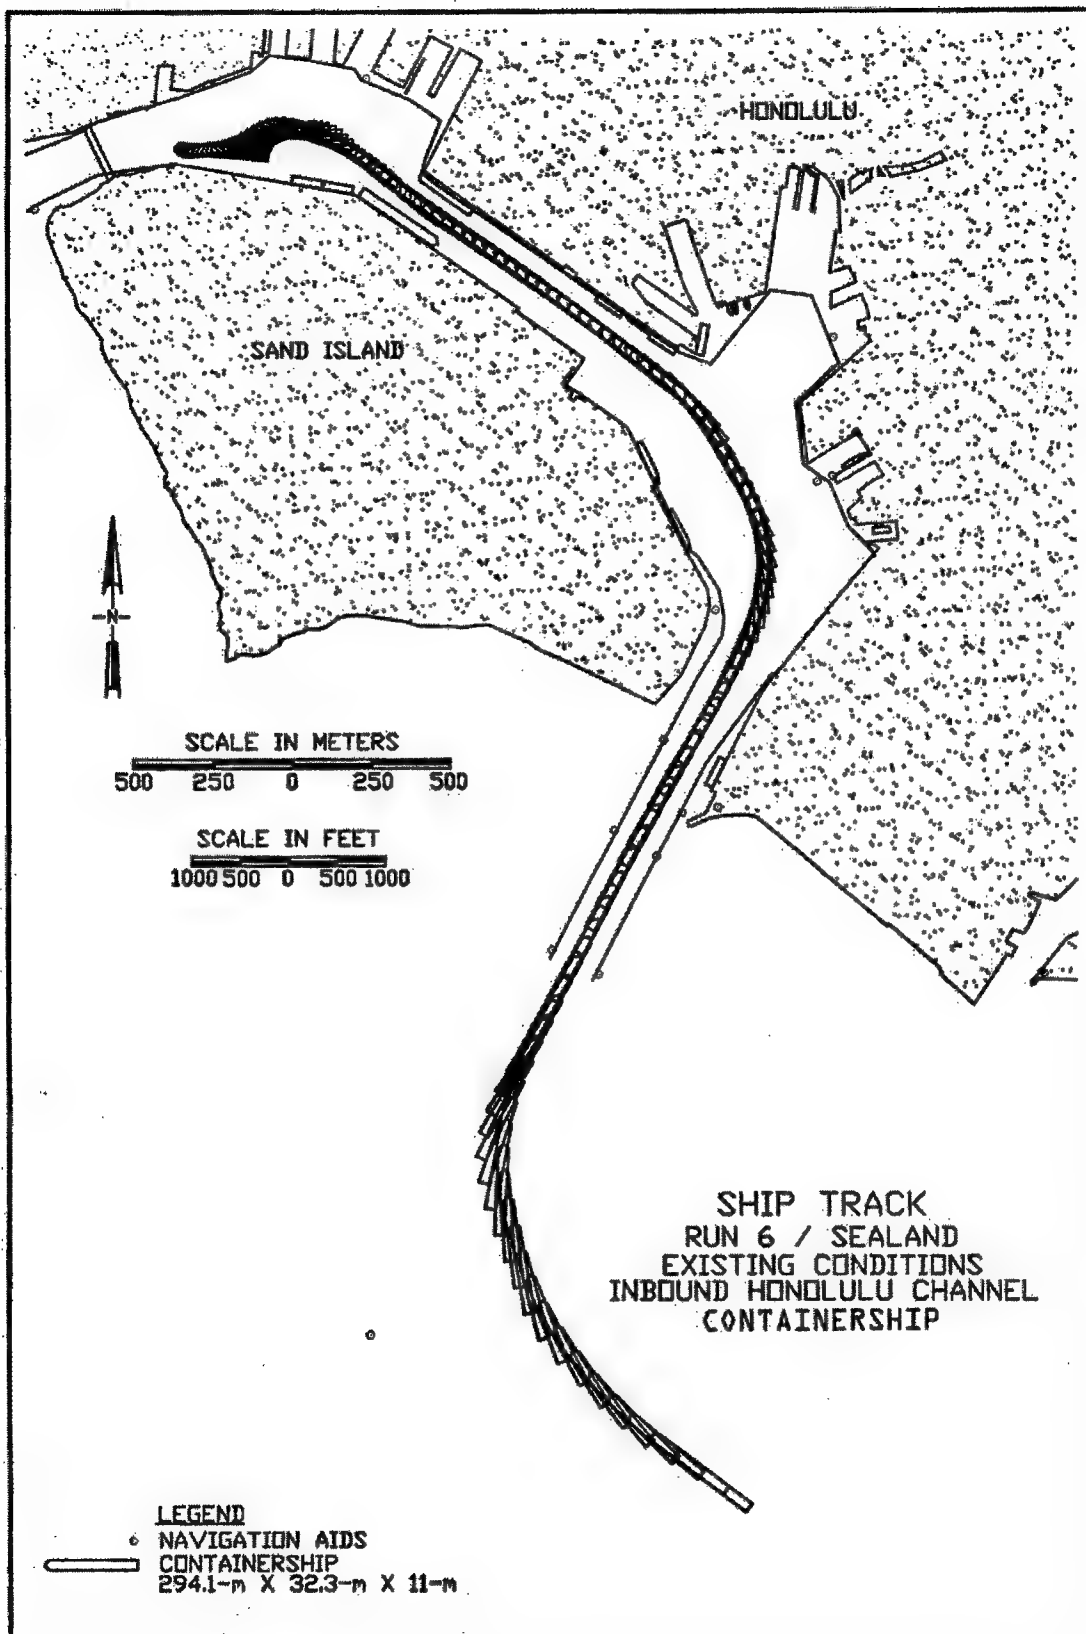 HONOLULU
SAND ISLAND
N
SCALE IN METERS
500 250 0 250 500
SCALE IN FEET
1000 500 0 500 1000
SHIP TRACK
RUN 6 / SEALAND
EXISTING CONDITIONS
INBOUND HONOLULU CHANNEL
CONTAINERSHIP
LEGEND
NAVIGATION AIDS
CONTAINERSHIP
294.1-m X 32.3-m X 11-m